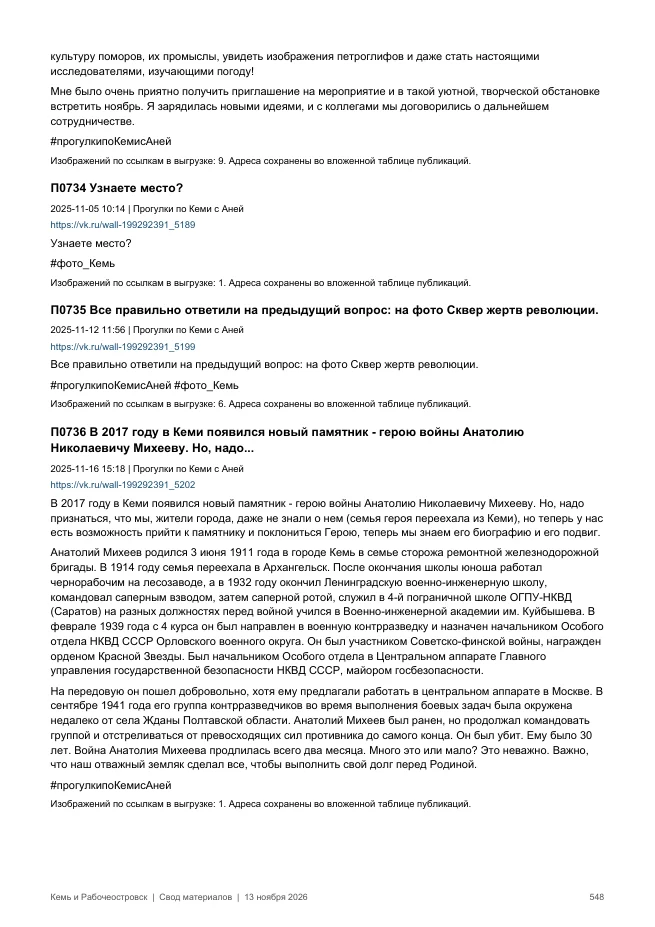 культуру поморов, их промыслы, увидеть изображения петроглифов и даже стать настоящими
исследователями, изучающими погоду!
Мне было очень приятно получить приглашение на мероприятие и в такой уютной, творческой обстановке
встретить ноябрь. Я зарядилась новыми идеями, и с коллегами мы договорились о дальнейшем
сотрудничестве.
#прогулкипоКемисАней
Изображений по ссылкам в выгрузке: 9. Адреса сохранены во вложенной таблице публикаций.
П0734 Узнаете место?
2025-11-05 10:14 | Прогулки по Кеми с Аней
https://vk.ru/wall-199292391_5189
Узнаете место?
#фото_Кемь
Изображений по ссылкам в выгрузке: 1. Адреса сохранены во вложенной таблице публикаций.
П0735 Все правильно ответили на предыдущий вопрос: на фото Сквер жертв революции.
2025-11-12 11:56 | Прогулки по Кеми с Аней
https://vk.ru/wall-199292391_5199
Все правильно ответили на предыдущий вопрос: на фото Сквер жертв революции.
#прогулкипоКемисАней #фото_Кемь
Изображений по ссылкам в выгрузке: 6. Адреса сохранены во вложенной таблице публикаций.
П0736 В 2017 году в Кеми появился новый памятник - герою войны Анатолию
Николаевичу Михееву. Но, надо...
2025-11-16 15:18 | Прогулки по Кеми с Аней
https://vk.ru/wall-199292391_5202
В 2017 году в Кеми появился новый памятник - герою войны Анатолию Николаевичу Михееву. Но, надо
признаться, что мы, жители города, даже не знали о нем (семья героя переехала из Кеми), но теперь у нас
есть возможность прийти к памятнику и поклониться Герою, теперь мы знаем его биографию и его подвиг.
Анатолий Михеев родился 3 июня 1911 года в городе Кемь в семье сторожа ремонтной железнодорожной
бригады. В 1914 году семья переехала в Архангельск. После окончания школы юноша работал
чернорабочим на лесозаводе, а в 1932 году окончил Ленинградскую военно-инженерную школу,
командовал саперным взводом, затем саперной ротой, служил в 4-й пограничной школе ОГПУ-НКВД
(Саратов) на разных должностях перед войной учился в Военно-инженерной академии им. Куйбышева. В
феврале 1939 года с 4 курса он был направлен в военную контрразведку и назначен начальником Особого
отдела НКВД СССР Орловского военного округа. Он был участником Советско-финской войны, награжден
орденом Красной Звезды. Был начальником Особого отдела в Центральном аппарате Главного
управления государственной безопасности НКВД СССР, майором госбезопасности.
На передовую он пошел добровольно, хотя ему предлагали работать в центральном аппарате в Москве. В
сентябре 1941 года его группа контрразведчиков во время выполнения боевых задач была окружена
недалеко от села Жданы Полтавской области. Анатолий Михеев был ранен, но продолжал командовать
группой и отстреливаться от превосходящих сил противника до самого конца. Он был убит. Ему было 30
лет. Война Анатолия Михеева продлилась всего два месяца. Много это или мало? Это неважно. Важно,
что наш отважный земляк сделал все, чтобы выполнить свой долг перед Родиной.
#прогулкипоКемисАней
Изображений по ссылкам в выгрузке: 1. Адреса сохранены во вложенной таблице публикаций.
Кемь и Рабочеостровск | Свод материалов | 13 ноября 2026
548